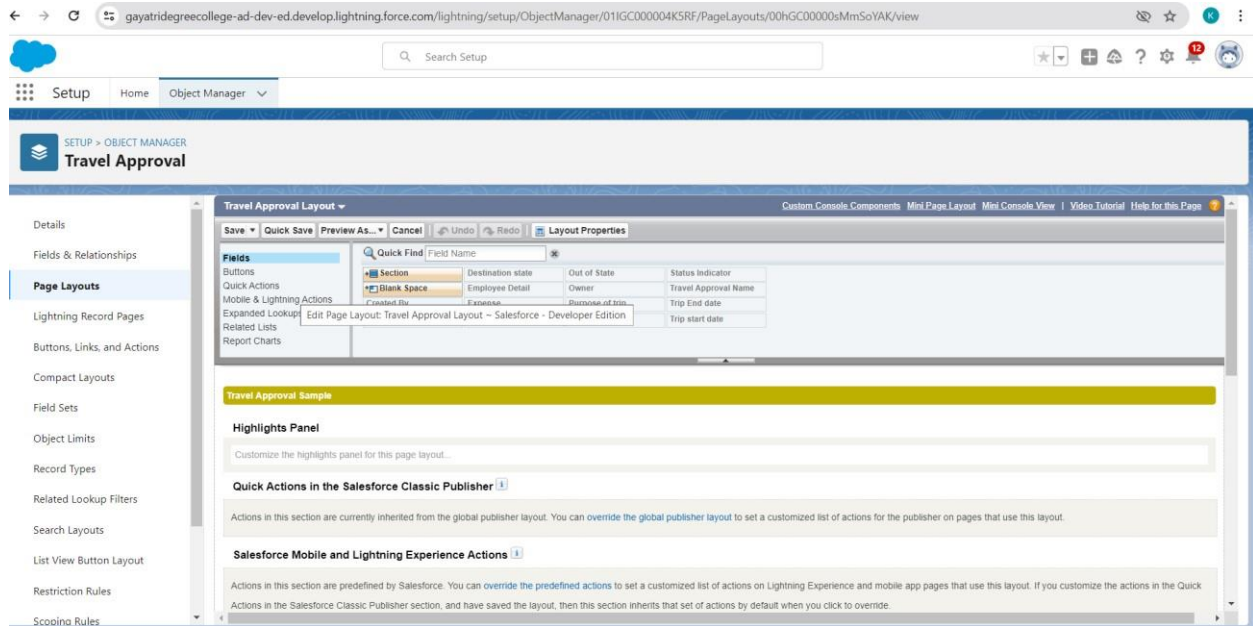 gayatridegreecollege-ad-dev-ed.develop.lightning.force.com/lightning/setup/ObjectManager/01IGC000004K5RF/PageLayouts/00hGC00000sMmSoYAK/view
K
Search Setup
12
Setup Home Object Manager
SETUP > OBJECT MANAGER
Travel Approval
Details
Fields & Relationships
Page Layouts
Lightning Record Pages
Buttons, Links, and Actions
Compact Layouts
Field Sets
Object Limits
Record Types
Related Lookup Filters
Search Layouts
List View Button Layout
Restriction Rules
Scoping Rules
Travel Approval Layout Custom Console Components Mini Page Layout Mini Console View | Video Tutorial Help for this Page
Save Quick Save Preview As... Cancel Undo Redo Layout Properties
Fields
Buttons
Quick Actions
Mobile & Lightning Actions
Expanded Lookups
Related Lists
Report Charts
Quick Find Field Name
Section Destination state Out of State Status Indicator
Blank Space Employee Detail Owner Travel Approval Name
Created By Expense Purpose of trip Trip End date
Trip start date
Edit Page Layout: Travel Approval Layout ~ Salesforce - Developer Edition
Travel Approval Sample
Highlights Panel
Customize the highlights panel for this page layout...
Quick Actions in the Salesforce Classic Publisher
Actions in this section are currently inherited from the global publisher layout. You can override the global publisher layout to set a customized list of actions for the publisher on pages that use this layout.
Salesforce Mobile and Lightning Experience Actions
Actions in this section are predefined by Salesforce. You can override the predefined actions to set a customized list of actions on Lightning Experience and mobile app pages that use this layout. If you customize the actions in the Quick
Actions in the Salesforce Classic Publisher section, and have saved the layout, then this section inherits that set of actions by default when you click to override.